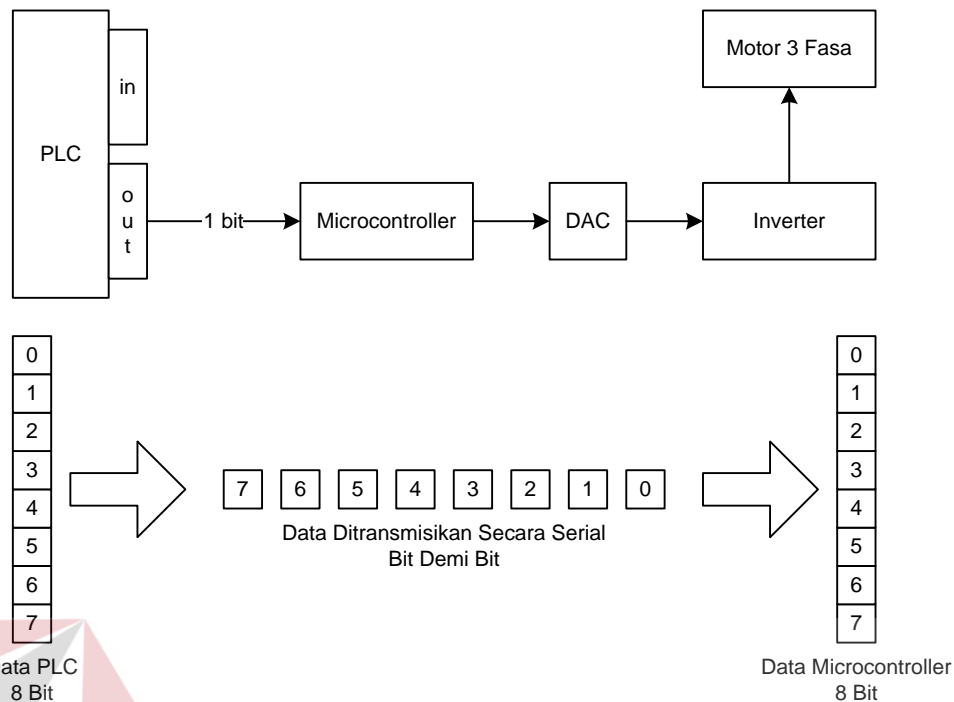 PLC
in
o
u
t
1 bit
Microcontroller
DAC
Inverter
Motor 3 Fasa
0
1
2
3
4
5
6
7
ata PLC
8 Bit
7 6 5 4 3 2 1 0
Data Ditransmisikan Secara Serial
Bit Demi Bit
0
1
2
3
4
5
6
7
Data Microcontroller
8 Bit